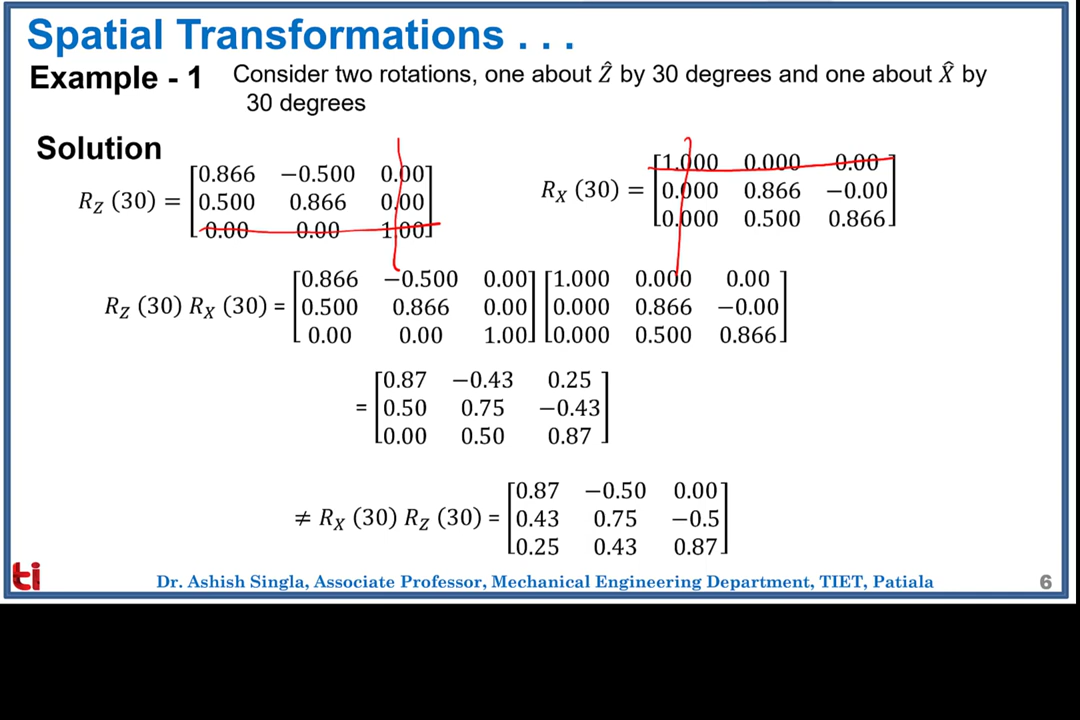 Spatial Transformations . . .
Example - 1 Consider two rotations, one about Ẑ by 30 degrees and one about X̂ by
30 degrees
Solution
R_Z (30) = [0.866 −0.500 0.00; 0.500 0.866 0.00; 0.00 0.00 1.00]
R_X (30) = [1.000 0.000 0.00; 0.000 0.866 −0.00; 0.000 0.500 0.866]
R_Z (30) R_X (30) = [0.866 −0.500 0.00; 0.500 0.866 0.00; 0.00 0.00 1.00] [1.000 0.000 0.00; 0.000 0.866 −0.00; 0.000 0.500 0.866]
= [0.87 −0.43 0.25; 0.50 0.75 −0.43; 0.00 0.50 0.87]
≠ R_X (30) R_Z (30) = [0.87 −0.50 0.00; 0.43 0.75 −0.5; 0.25 0.43 0.87]
ti Dr. Ashish Singla, Associate Professor, Mechanical Engineering Department, TIET, Patiala 6